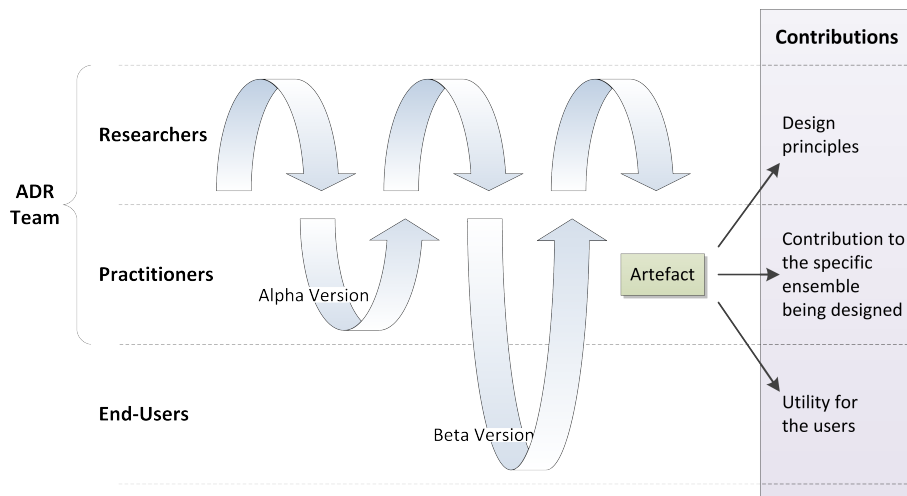 Contributions
ADR
Team
Researchers
Design
principles
Practitioners
Alpha Version
Artefact
Contribution to
the specific
ensemble
being designed
End-Users
Beta Version
Utility for
the users